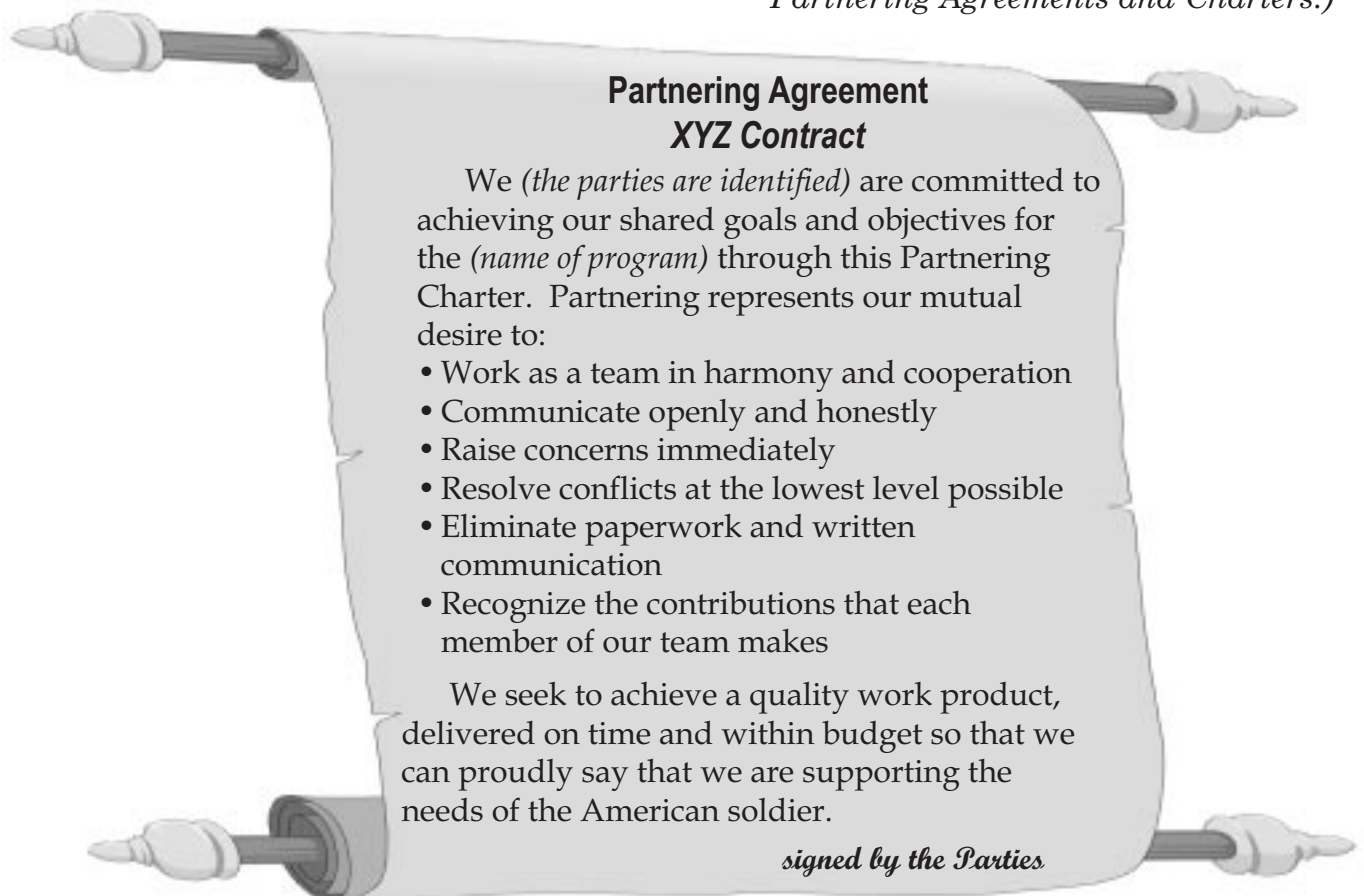 Partnering Agreements and Charters.)
Partnering Agreement
XYZ Contract
We (the parties are identified) are committed to
achieving our shared goals and objectives for
the (name of program) through this Partnering
Charter. Partnering represents our mutual
desire to:
• Work as a team in harmony and cooperation
• Communicate openly and honestly
• Raise concerns immediately
• Resolve conflicts at the lowest level possible
• Eliminate paperwork and written
communication
• Recognize the contributions that each
member of our team makes
We seek to achieve a quality work product,
delivered on time and within budget so that we
can proudly say that we are supporting the
needs of the American soldier.
signed by the Parties